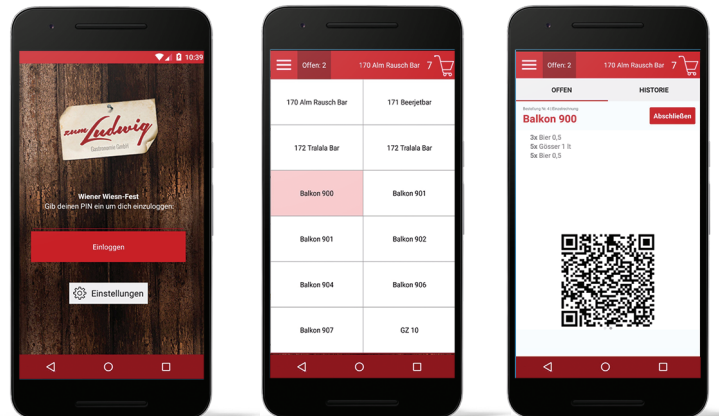 10:39
zum Ludwig
Gastronomie GmbH
Wiener Wiesn-Fest
Gib deinen PIN ein um dich einzuloggen:
Einloggen
Einstellungen
Offen: 2
170 Alm Rausch Bar
7
170 Alm Rausch Bar
171 Beerjetbar
172 Tralala Bar
172 Tralala Bar
Balkon 900
Balkon 901
Balkon 901
Balkon 902
Balkon 904
Balkon 906
Balkon 907
GZ 10
Offen: 2
170 Alm Rausch Bar
7
OFFEN
HISTORIE
Balkon 900
Abschließen
3x Bier 0,5
5x Gösser 1 lt
5x Bier 0,5